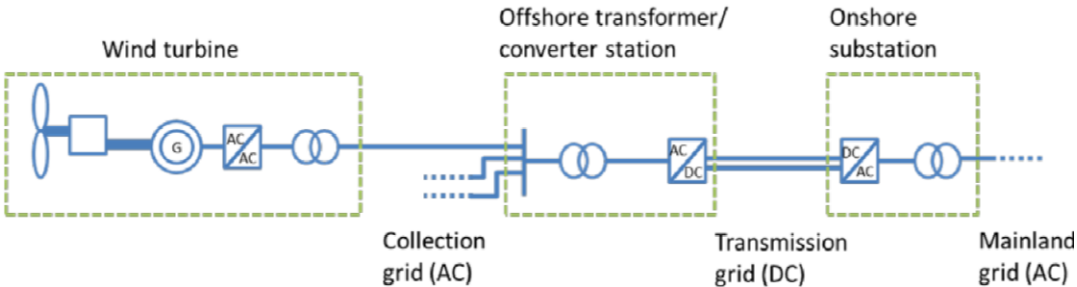 Offshore transformer/
converter station
Onshore
substation
Wind turbine
G
AC
AC
AC
DC
DC
AC
Collection
grid (AC)
Transmission
grid (DC)
Mainland
grid (AC)